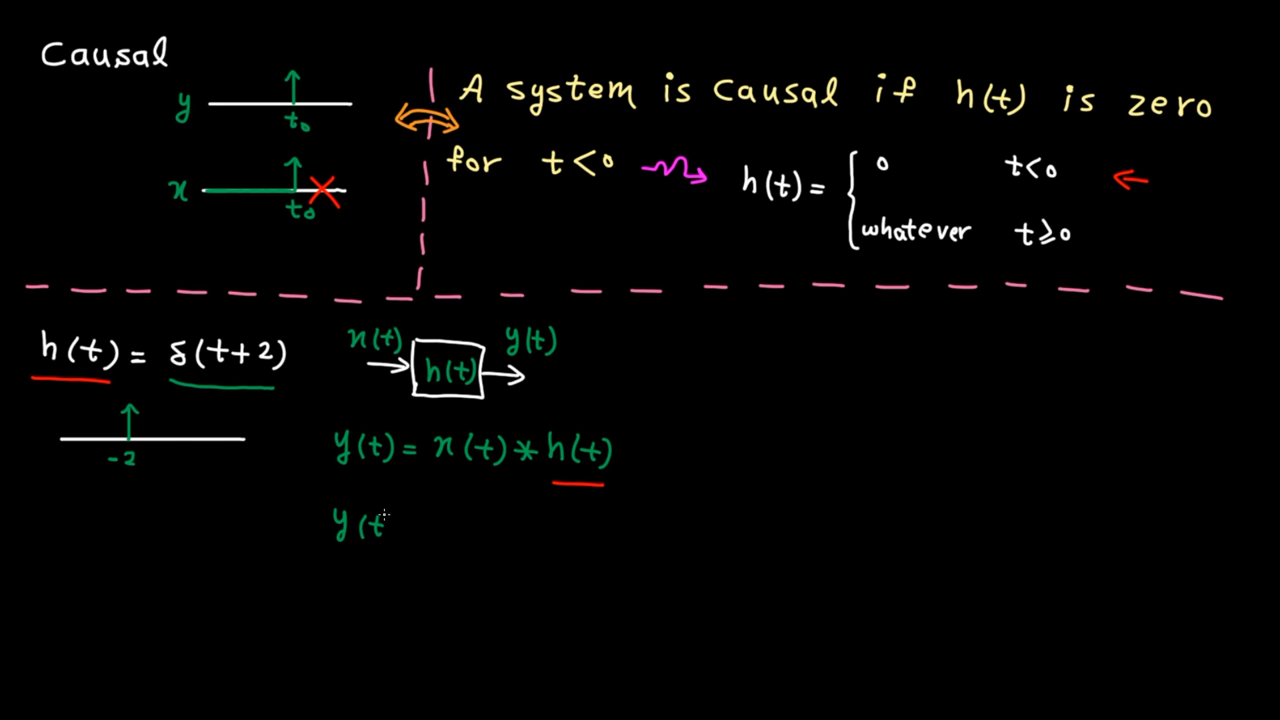 Causal
y
t₀
x
t₀
A system is Causal if h(t) is zero
for t<0
h(t)= { 0 t<0
whatever t≥0
h(t) = δ(t+2)
-2
x(t)
h(t)
y(t)
y(t) = x(t) * h(t)
y(t